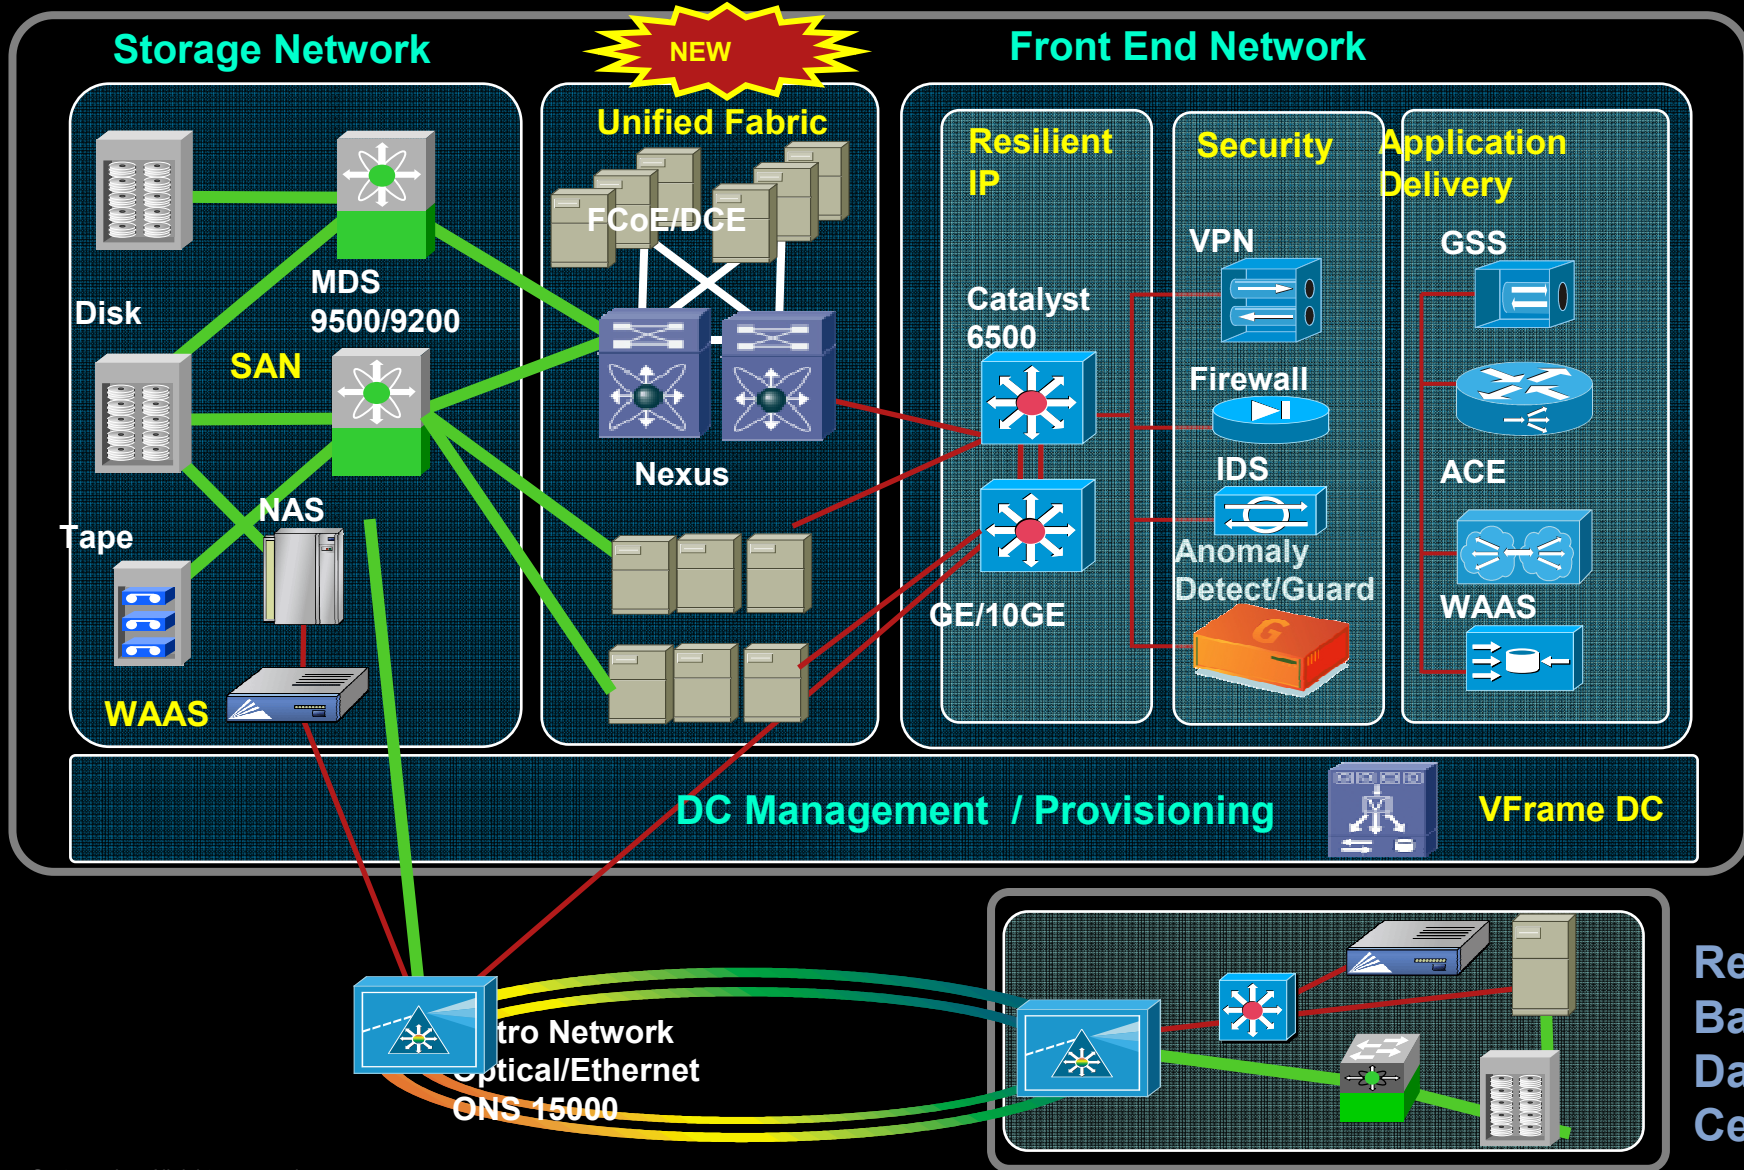 Storage Network
NEW
Front End Network
Unified Fabric
FCoE/DCE
Resilient
IP
Security
Application
Delivery
VPN
GSS
MDS
9500/9200
Disk
SAN
Catalyst
6500
Firewall
Nexus
IDS
ACE
NAS
Tape
Anomaly
Detect/Guard
GE/10GE
WAAS
G
WAAS
DC Management / Provisioning
VFrame DC
tro Network
Optical/Ethernet
ONS 15000
Re
Ba
Da
Ce